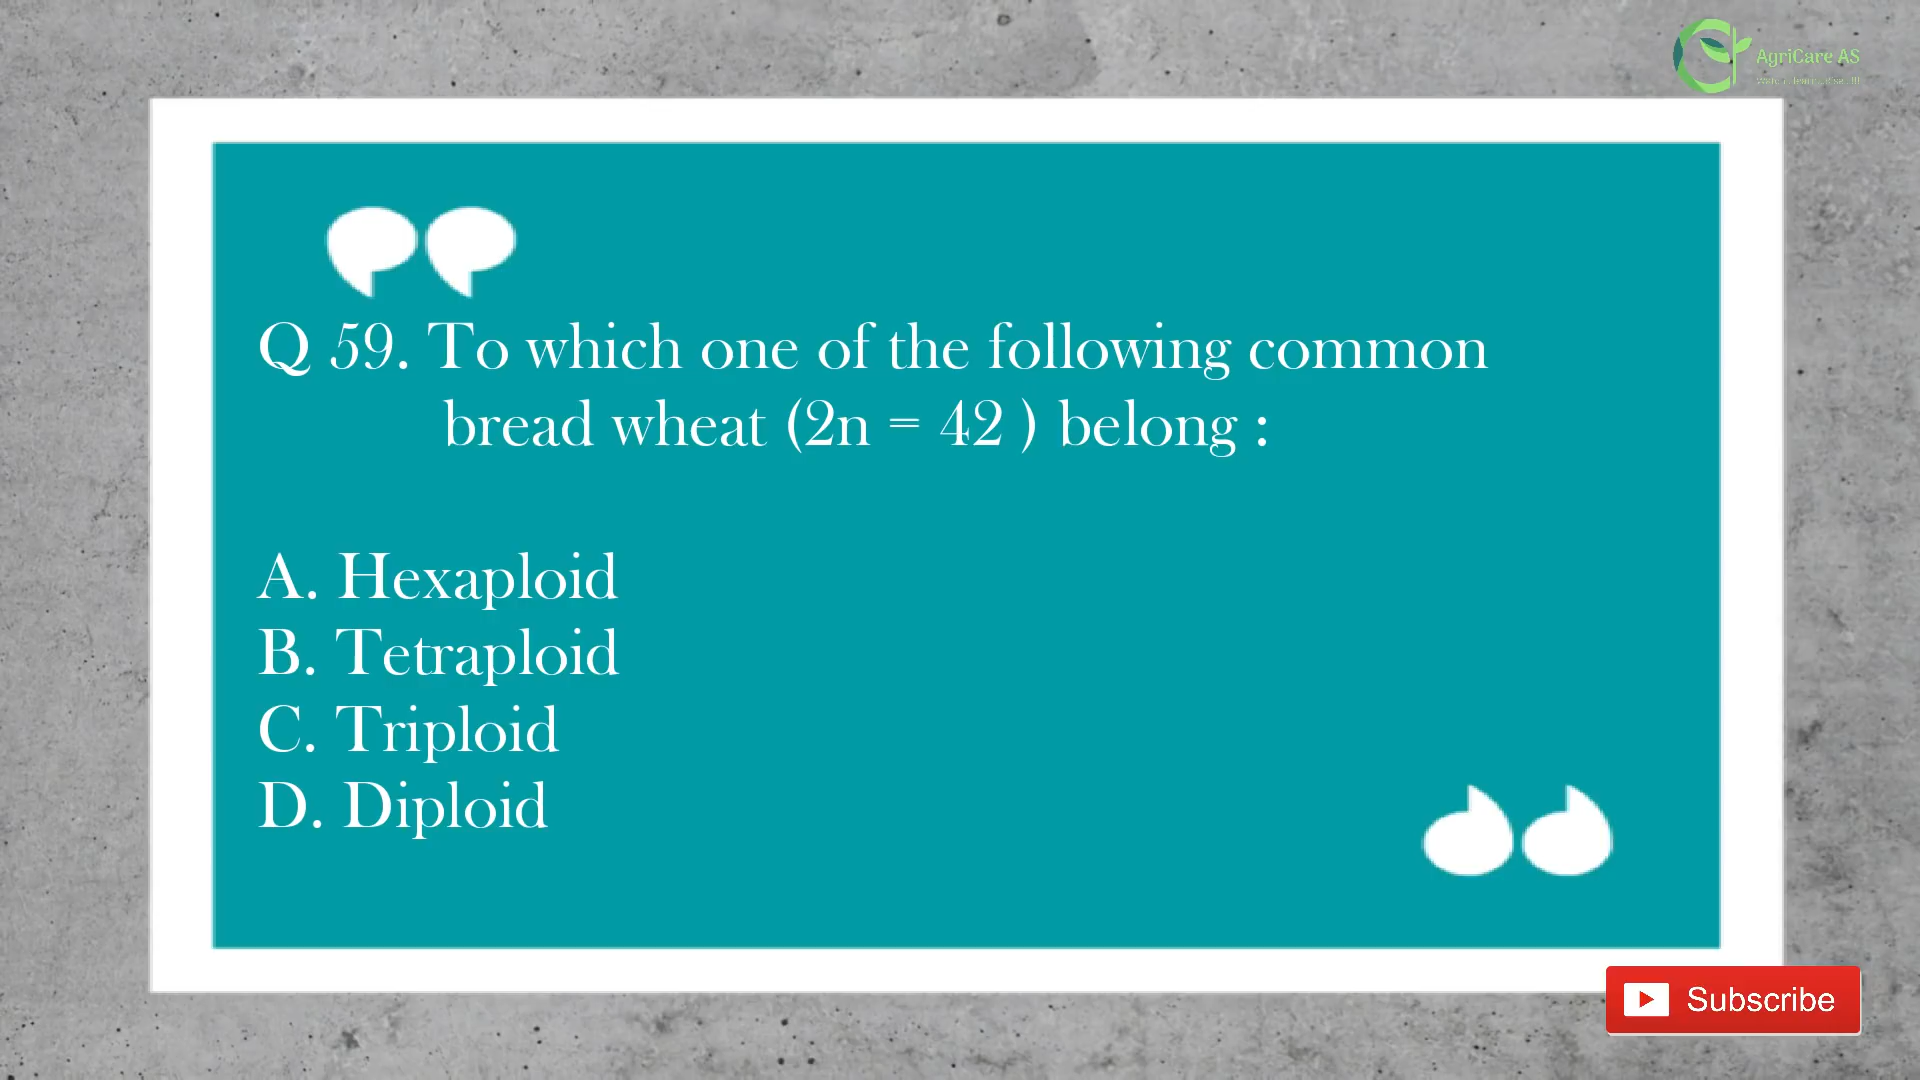 AgriCare AS
Q 59. To which one of the following common
bread wheat (2n = 42 ) belong :
A. Hexaploid
B. Tetraploid
C. Triploid
D. Diploid
Subscribe